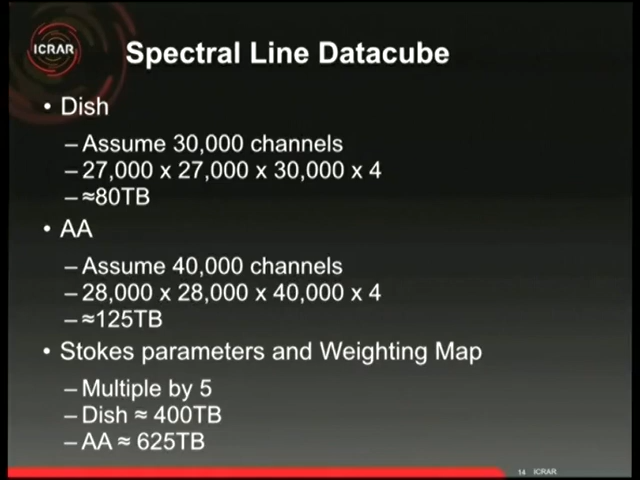 ICRAR
Spectral Line Datacube
• Dish
– Assume 30,000 channels
– 27,000 x 27,000 x 30,000 x 4
– ≈80TB
• AA
– Assume 40,000 channels
– 28,000 x 28,000 x 40,000 x 4
– ≈125TB
• Stokes parameters and Weighting Map
– Multiple by 5
– Dish ≈ 400TB
– AA ≈ 625TB
14 ICRAR